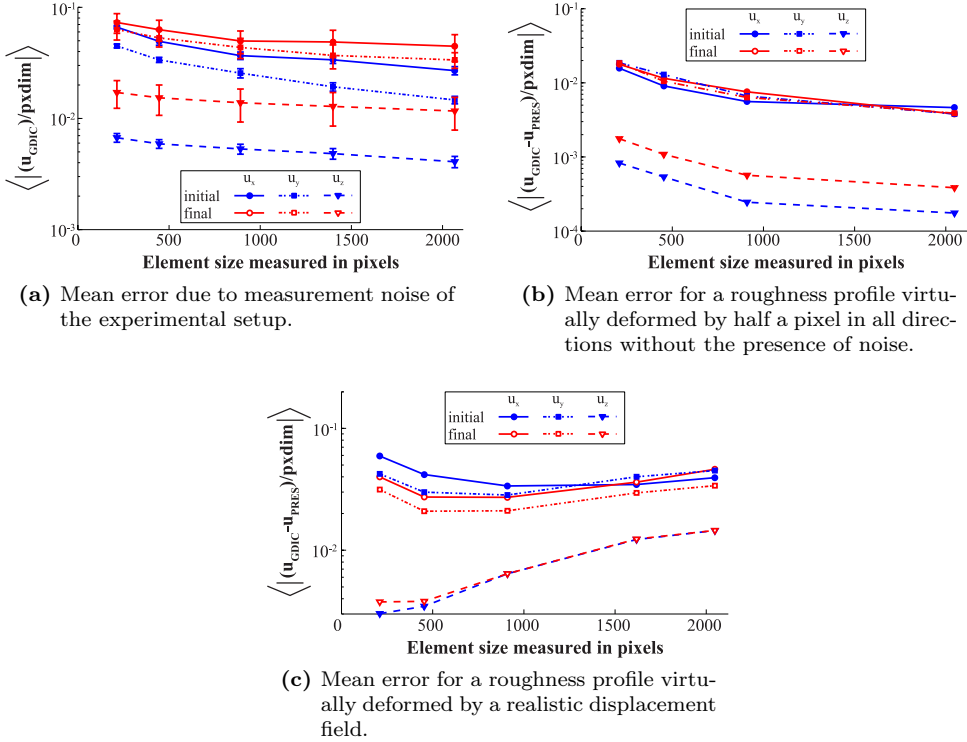 10⁻¹
10⁻²
10⁻³
⟨|(u_GDIC)/pxdim|⟩
u_x u_y u_z
initial
final
0 500 1000 1500 2000
Element size measured in pixels
(a) Mean error due to measurement noise of
the experimental setup.
10⁻¹
10⁻²
10⁻³
10⁻⁴
⟨|(u_GDIC-u_PRES)/pxdim|⟩
u_x u_y u_z
initial
final
0 500 1000 1500 2000
Element size measured in pixels
(b) Mean error for a roughness profile virtu-
ally deformed by half a pixel in all direc-
tions without the presence of noise.
10⁻¹
10⁻²
⟨|(u_GDIC-u_PRES)/pxdim|⟩
u_x u_y u_z
initial
final
0 500 1000 1500 2000
Element size measured in pixels
(c) Mean error for a roughness profile virtu-
ally deformed by a realistic displacement
field.